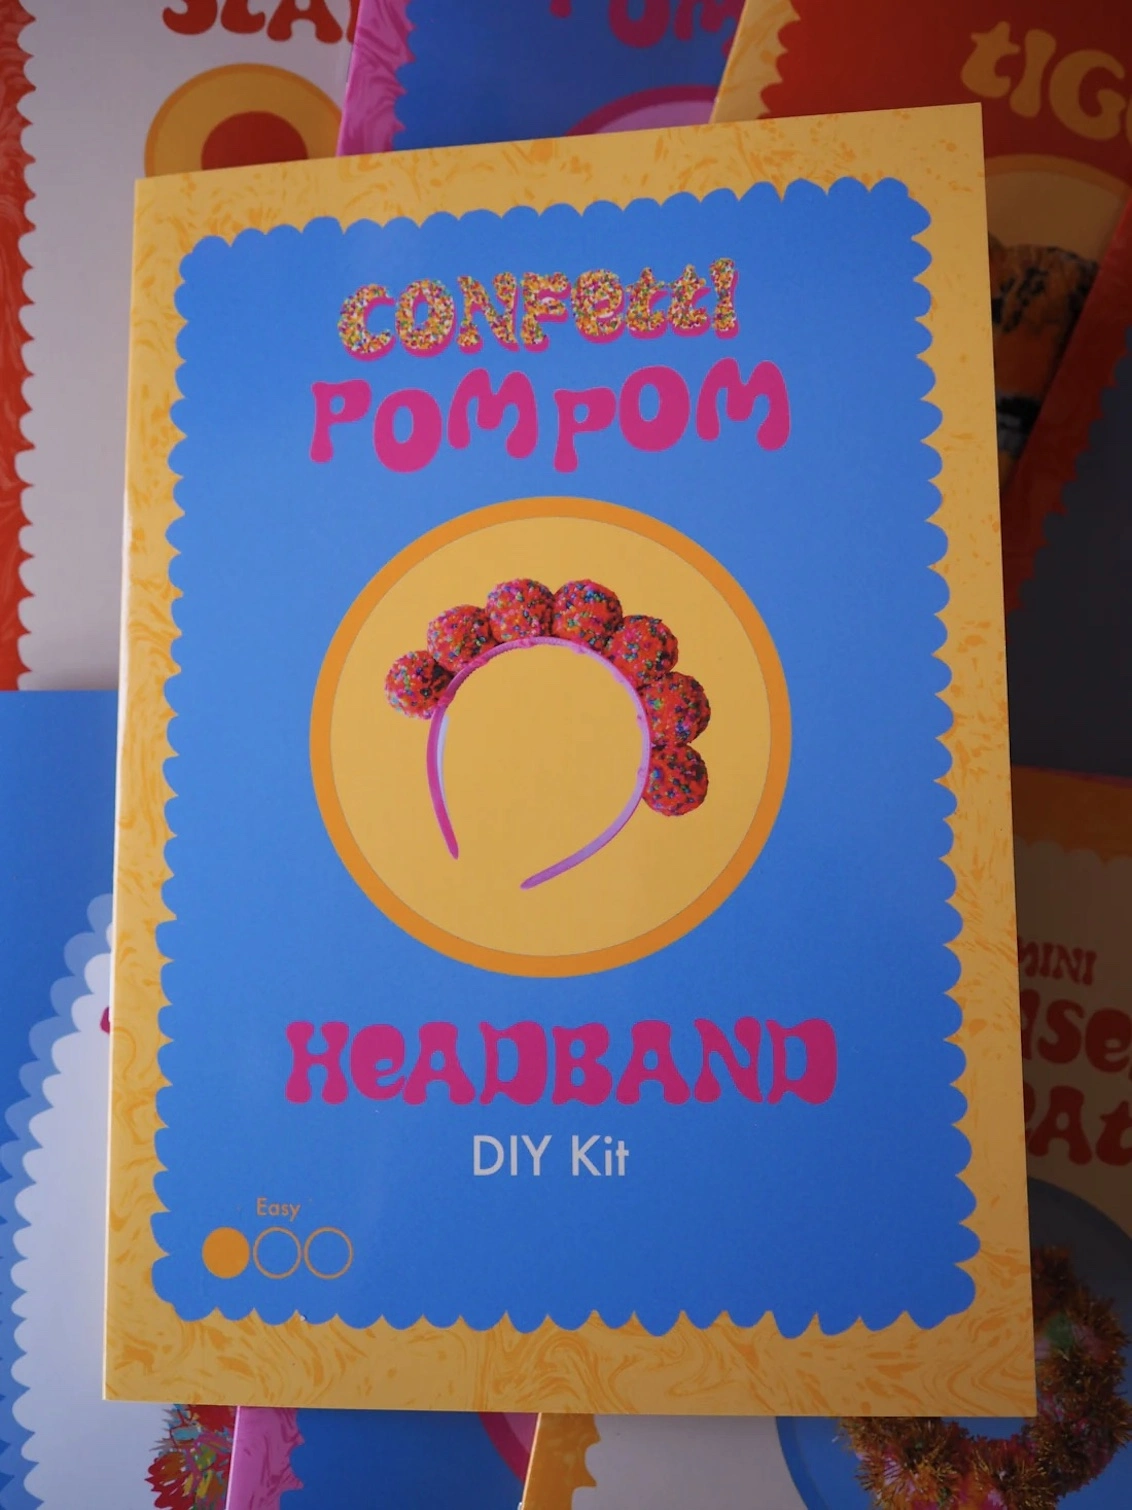 CONFetti
POMPOM
HeADBAND
DIY Kit
Easy
MINI